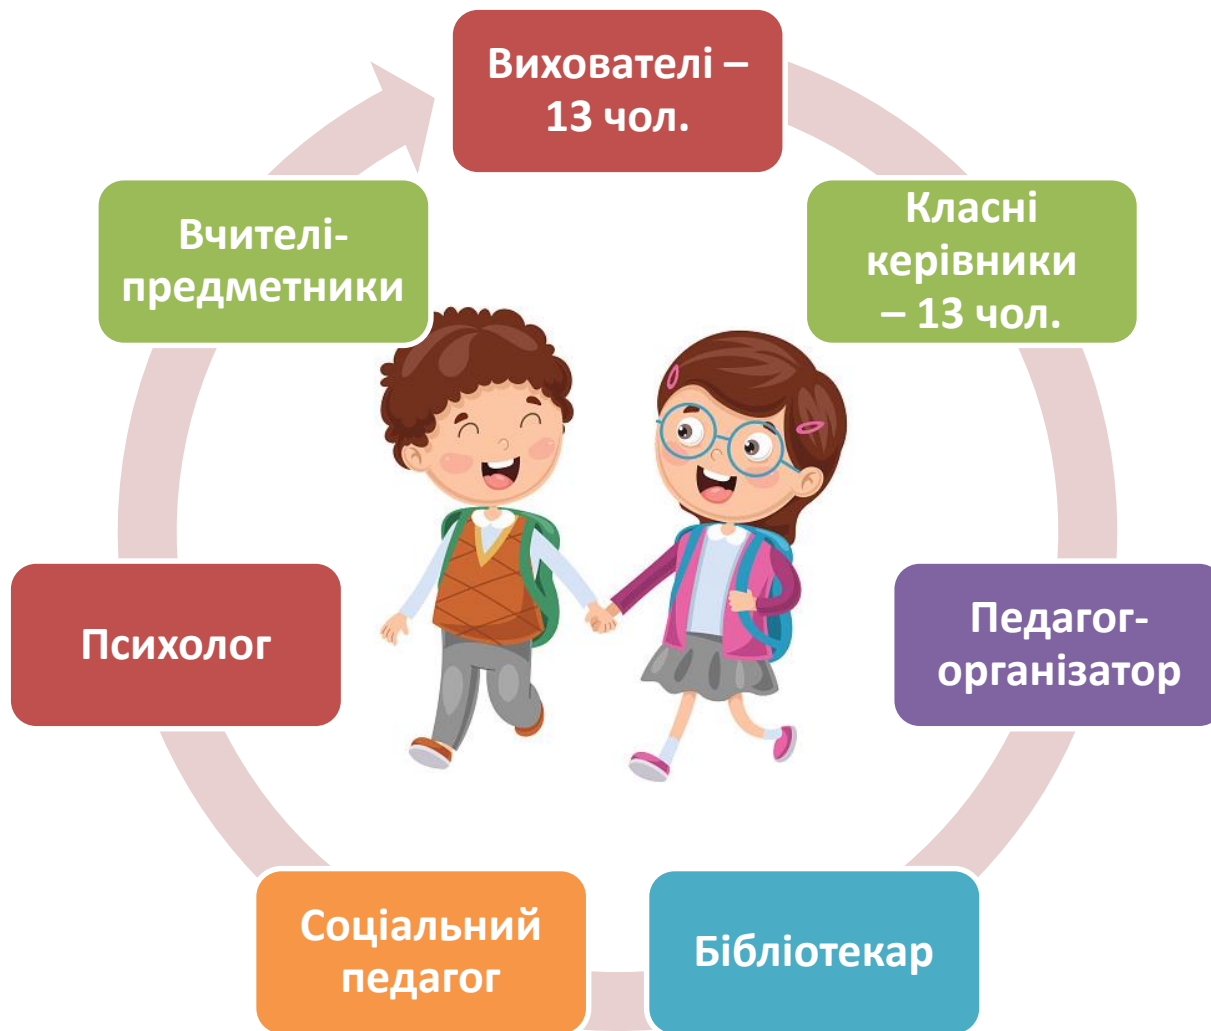 Вихователі –
13 чол.
Класні
керівники
– 13 чол.
Педагог-
організатор
Бібліотекар
Соціальний
педагог
Психолог
Вчителі-
предметники